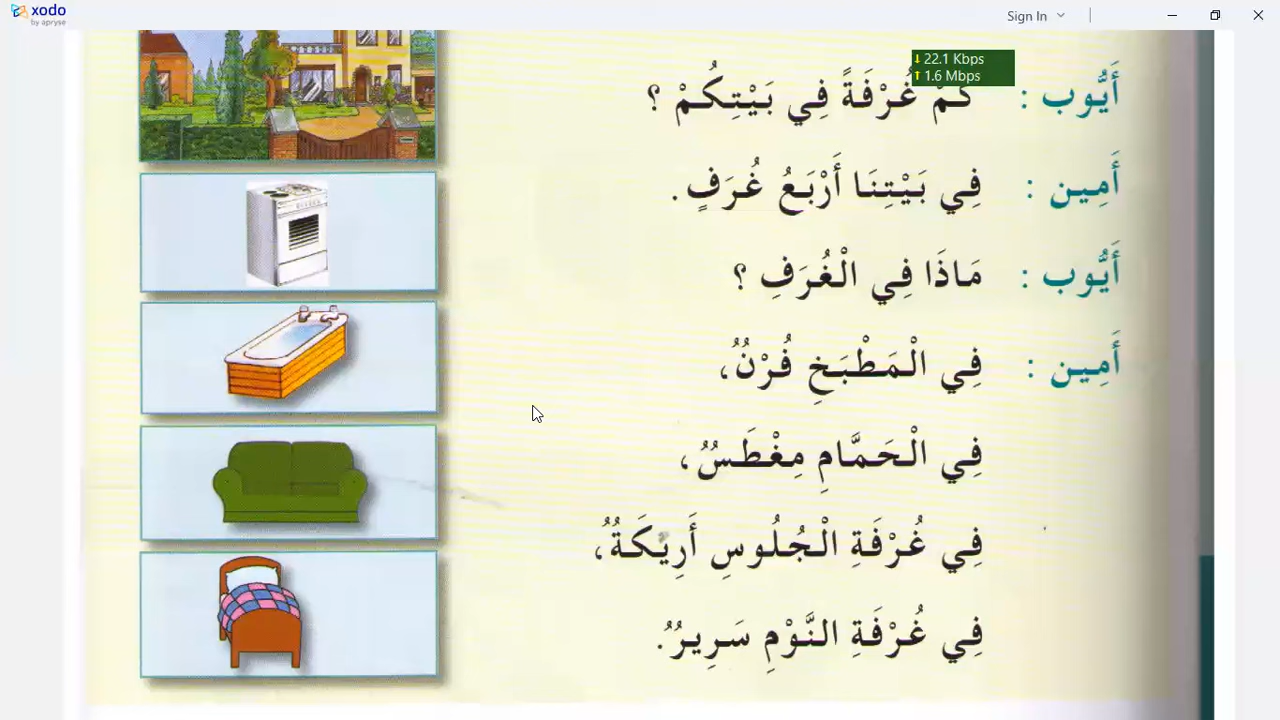 xodo
by apryse
Sign In
22.1 Kbps
1.6 Mbps
أَيُّوب : كَمْ غُرْفَةً فِي بَيْتِكُمْ ؟
أَمِين : فِي بَيْتِنَا أَرْبَعُ غُرَفٍ.
أَيُّوب : مَاذَا فِي الْغُرَفِ ؟
أَمِين : فِي الْمَطْبَخِ فُرْنٌ،
فِي الْحَمَّامِ مِغْطَسٌ،
فِي غُرْفَةِ الْجُلُوسِ أَرِيكَةٌ،
فِي غُرْفَةِ النَّوْمِ سَرِيرٌ.